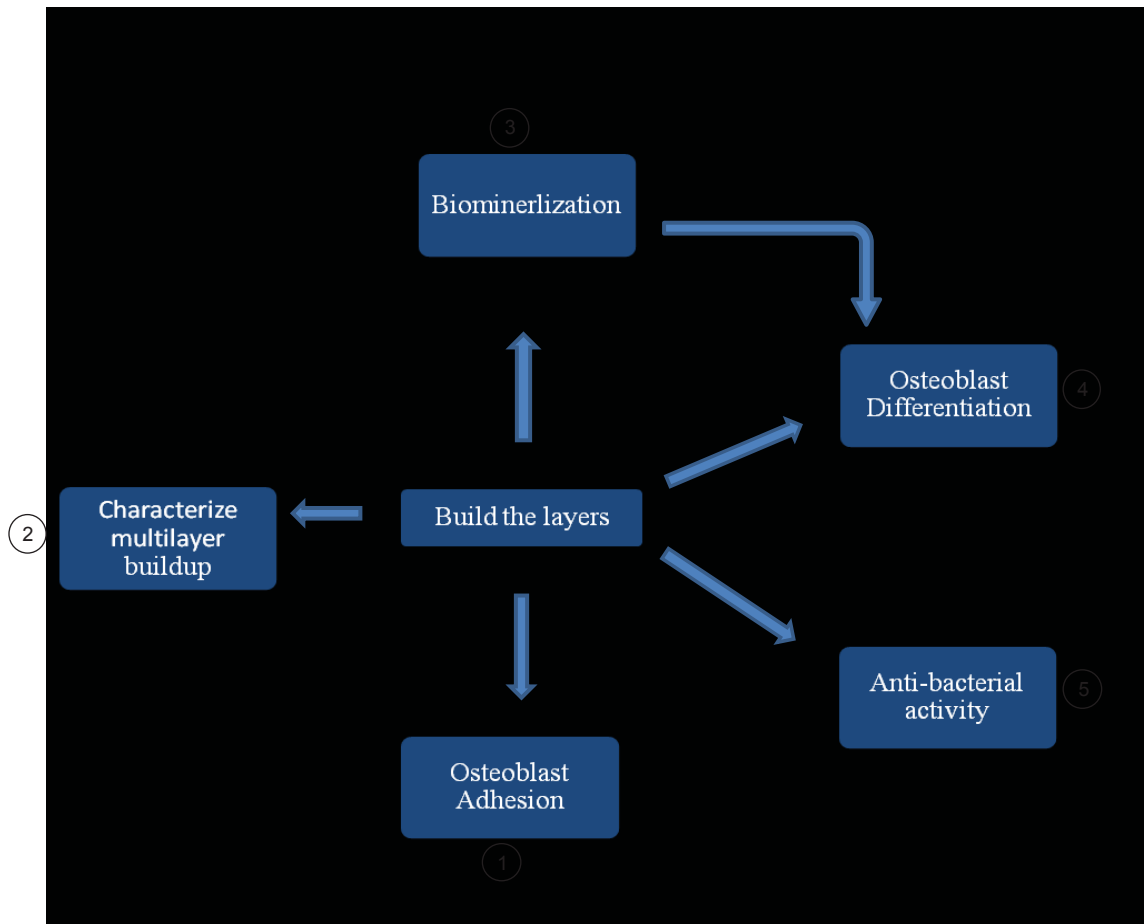 3
Biominerlization
Osteoblast
Differentiation
4
Build the layers
Characterize
multilayer
buildup
2
Anti-bacterial
activity
5
Osteoblast
Adhesion
1